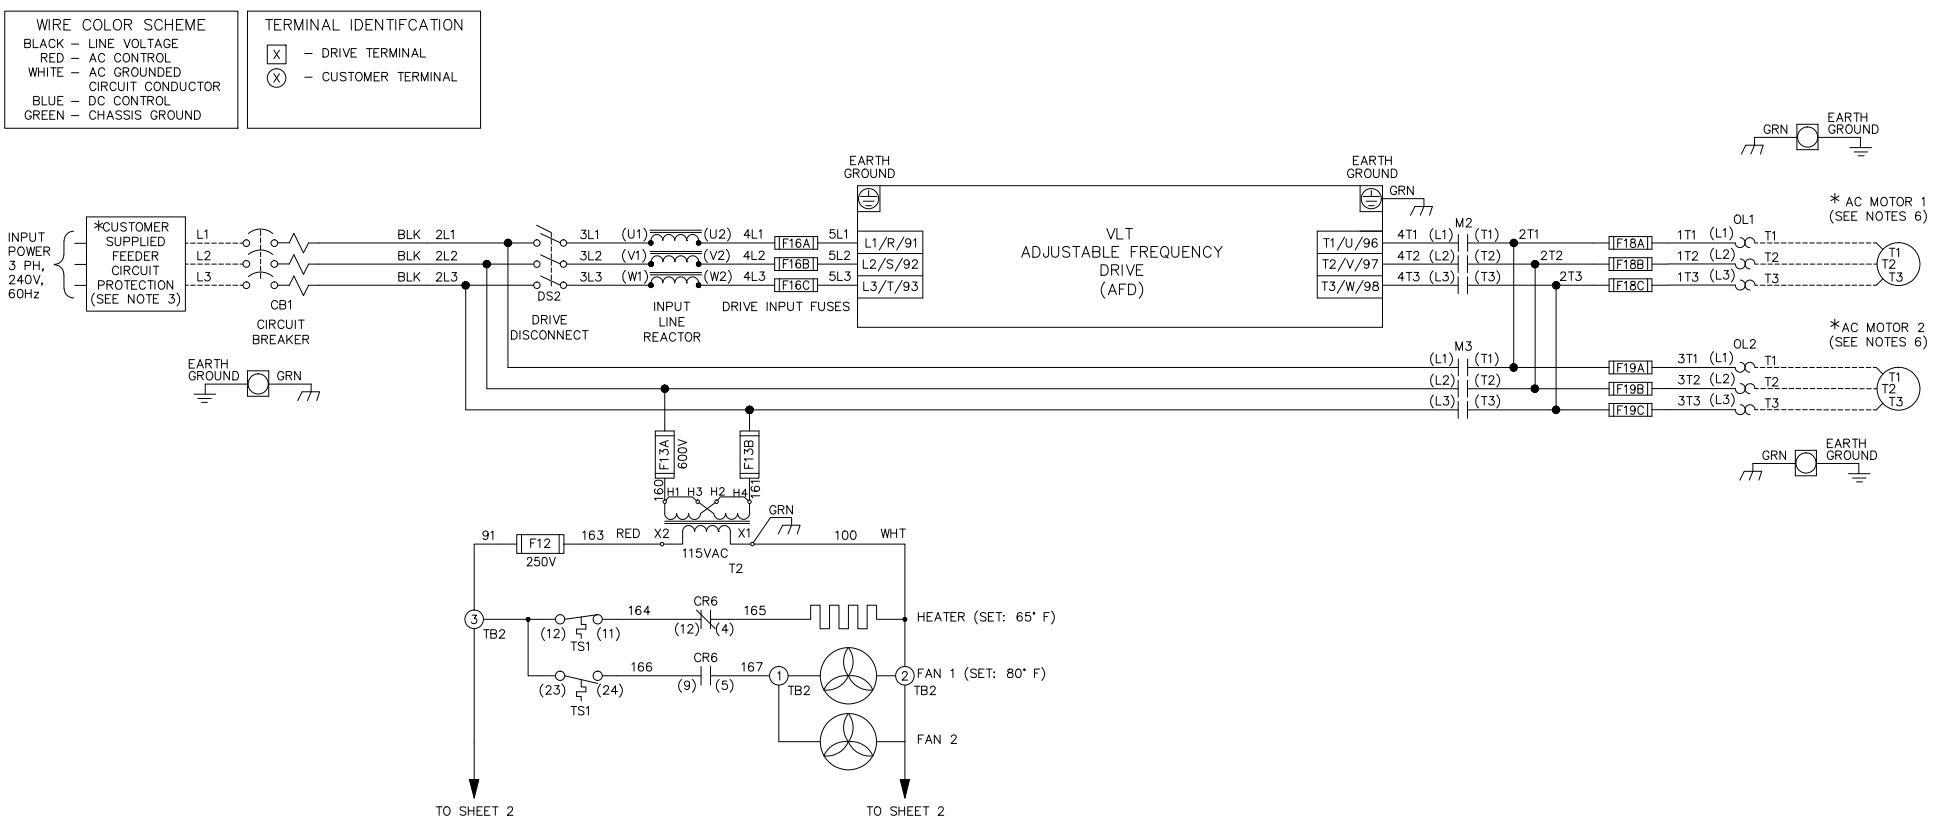 WIRE COLOR SCHEME
BLACK – LINE VOLTAGE
RED – AC CONTROL
WHITE – AC GROUNDED
CIRCUIT CONDUCTOR
BLUE – DC CONTROL
GREEN – CHASSIS GROUND
TERMINAL IDENTIFCATION
X – DRIVE TERMINAL
X – CUSTOMER TERMINAL
GRN
EARTH
GROUND
EARTH
GROUND
EARTH
GROUND
GRN
INPUT
POWER
3 PH,
240V,
60Hz
*CUSTOMER
SUPPLIED
FEEDER
CIRCUIT
PROTECTION
(SEE NOTE 3)
L1
L2
L3
CB1
CIRCUIT
BREAKER
BLK 2L1
BLK 2L2
BLK 2L3
DS2
DRIVE
DISCONNECT
3L1 (U1) (U2) 4L1 F16A 5L1
3L2 (V1) (V2) 4L2 F16B 5L2
3L3 (W1) (W2) 4L3 F16C 5L3
INPUT
LINE
REACTOR
DRIVE INPUT FUSES
L1/R/91
L2/S/92
L3/T/93
VLT
ADJUSTABLE FREQUENCY
DRIVE
(AFD)
T1/U/96
T2/V/97
T3/W/98
M2
4T1 (L1) (T1) 2T1 F18A 1T1 (L1) T1
4T2 (L2) (T2) 2T2 F18B 1T2 (L2) T2
4T3 (L3) (T3) 2T3 F18C 1T3 (L3) T3
OL1
* AC MOTOR 1
(SEE NOTES 6)
T1
T2
T3
EARTH
GROUND
GRN
M3
(L1) (T1) F19A 3T1 (L1) T1
(L2) (T2) F19B 3T2 (L2) T2
(L3) (T3) F19C 3T3 (L3) T3
OL2
*AC MOTOR 2
(SEE NOTES 6)
T1
T2
T3
GRN
EARTH
GROUND
F13A
600V
F13B
160
H1 H3 H2 H4
161
GRN
91 F12 163 RED X2 X1 100 WHT
250V
115VAC
T2
3
TB2
(12) (11)
TS1
164
CR6
(12) (4)
165
HEATER (SET: 65° F)
(23) (24)
TS1
166
CR6
(9) (5)
167
1
TB2
2
TB2
FAN 1 (SET: 80° F)
FAN 2
TO SHEET 2
TO SHEET 2